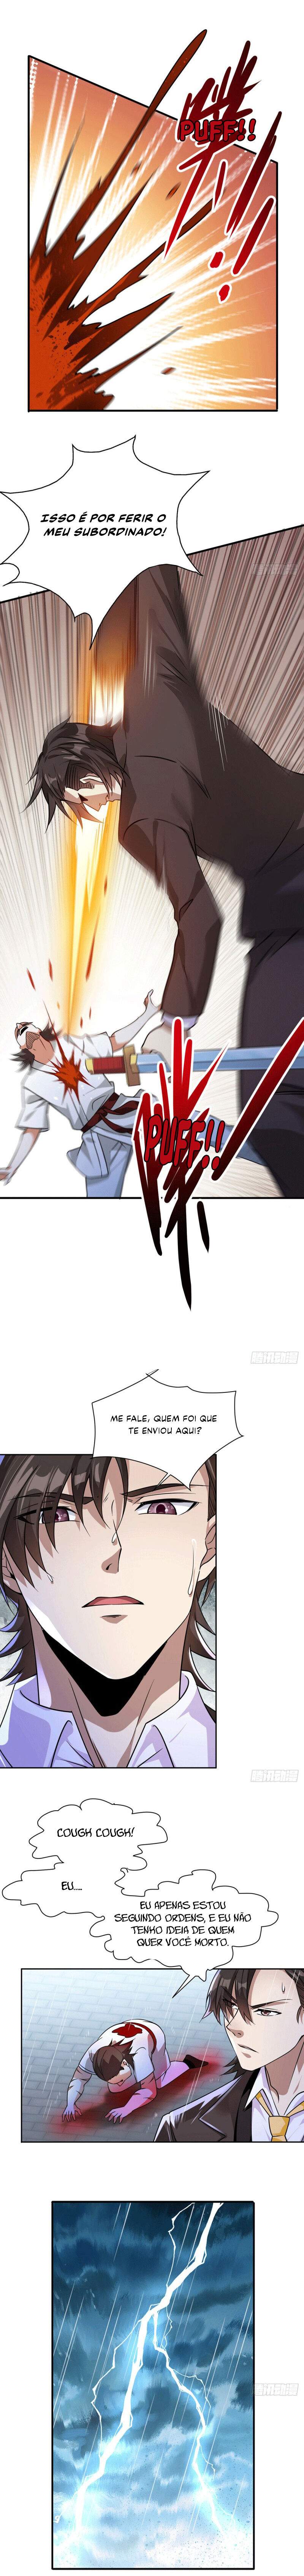 PUFF!!
ISSO É POR FERIR O
MEU SUBORDINADO!
PUFF!!
ME FALE, QUEM FOI QUE
TE ENVIOU AQUI?
COUGH COUGH!
EU....
EU APENAS ESTOU
SEGUINDO ORDENS, E EU NÃO
TENHO IDEIA DE QUEM
QUER VOCÊ MORTO.